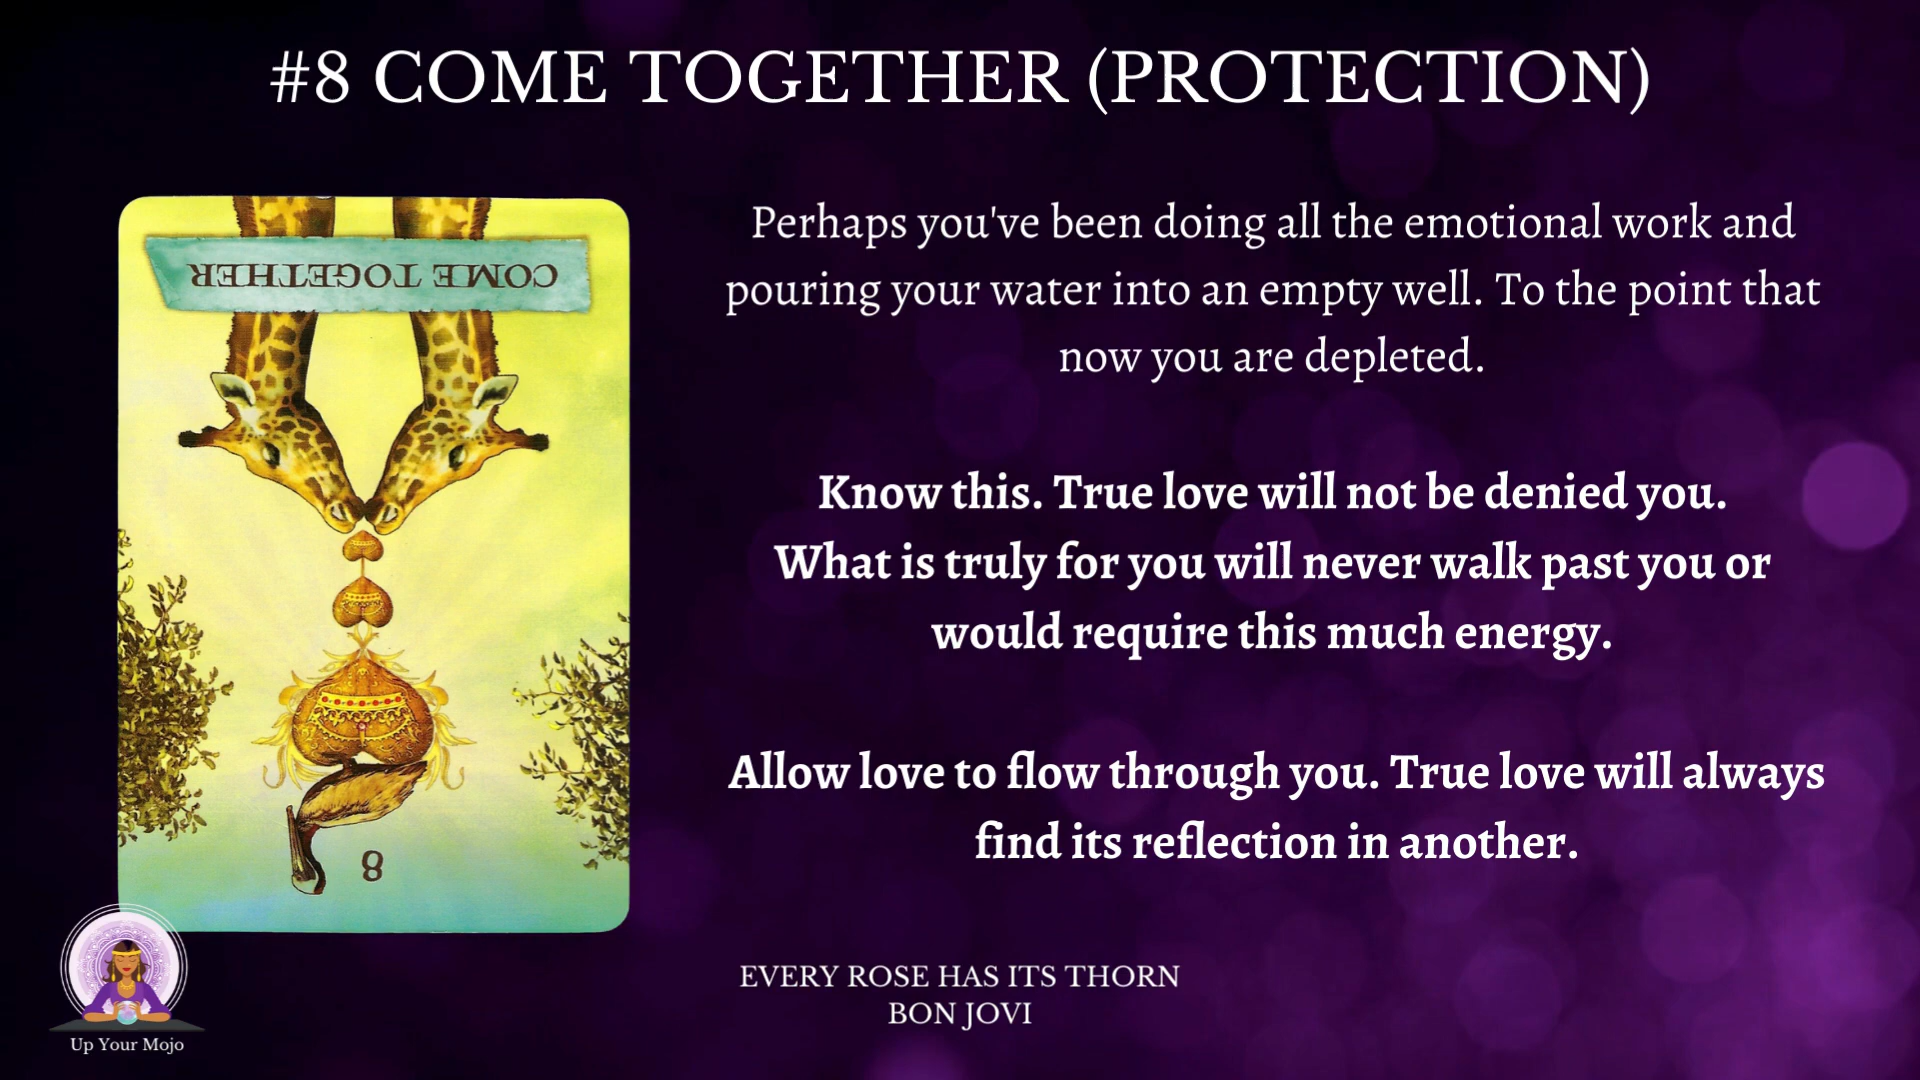 #8 COME TOGETHER (PROTECTION)
COME TOGETHER
8
Perhaps you've been doing all the emotional work and
pouring your water into an empty well. To the point that
now you are depleted.
Know this. True love will not be denied you.
What is truly for you will never walk past you or
would require this much energy.
Allow love to flow through you. True love will always
find its reflection in another.
EVERY ROSE HAS ITS THORN
BON JOVI
Up Your Mojo